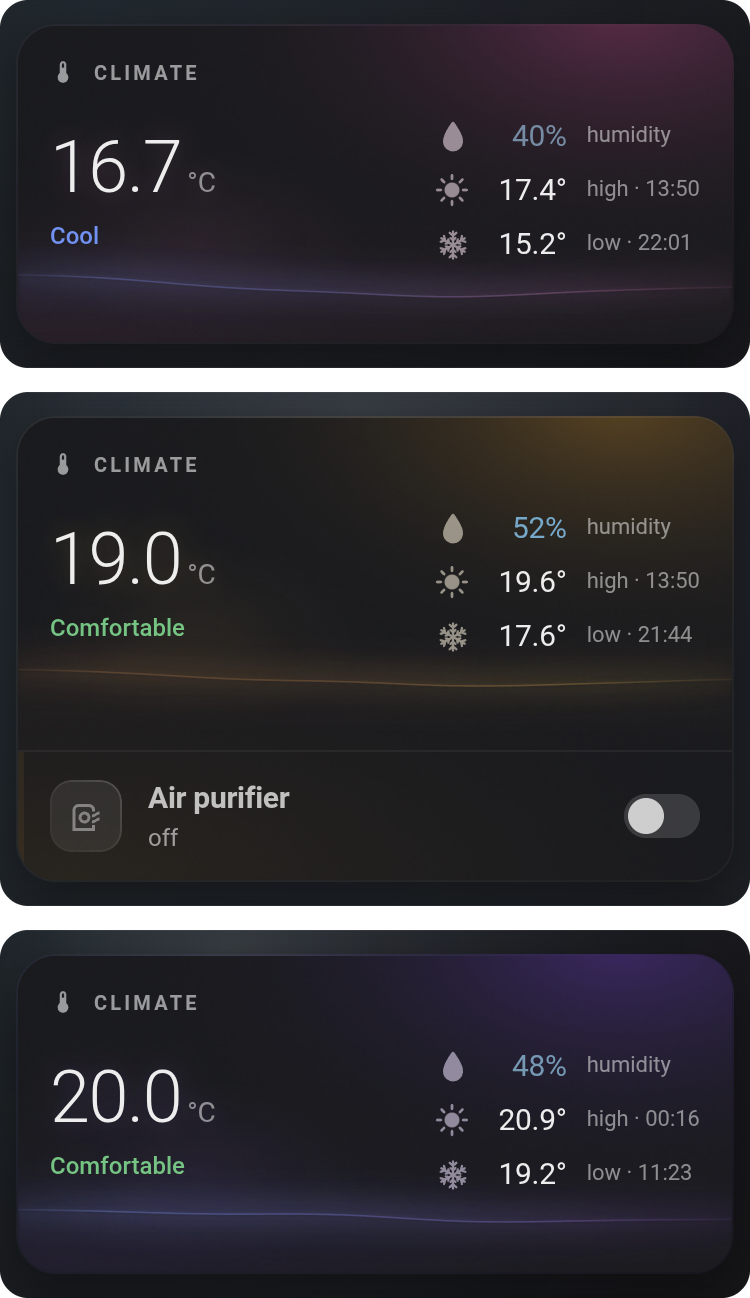 CLIMATE
16.7 °C
Cool
40% humidity
17.4° high · 13:50
15.2° low · 22:01
CLIMATE
19.0 °C
Comfortable
52% humidity
19.6° high · 13:50
17.6° low · 21:44
Air purifier
off
CLIMATE
20.0 °C
Comfortable
48% humidity
20.9° high · 00:16
19.2° low · 11:23